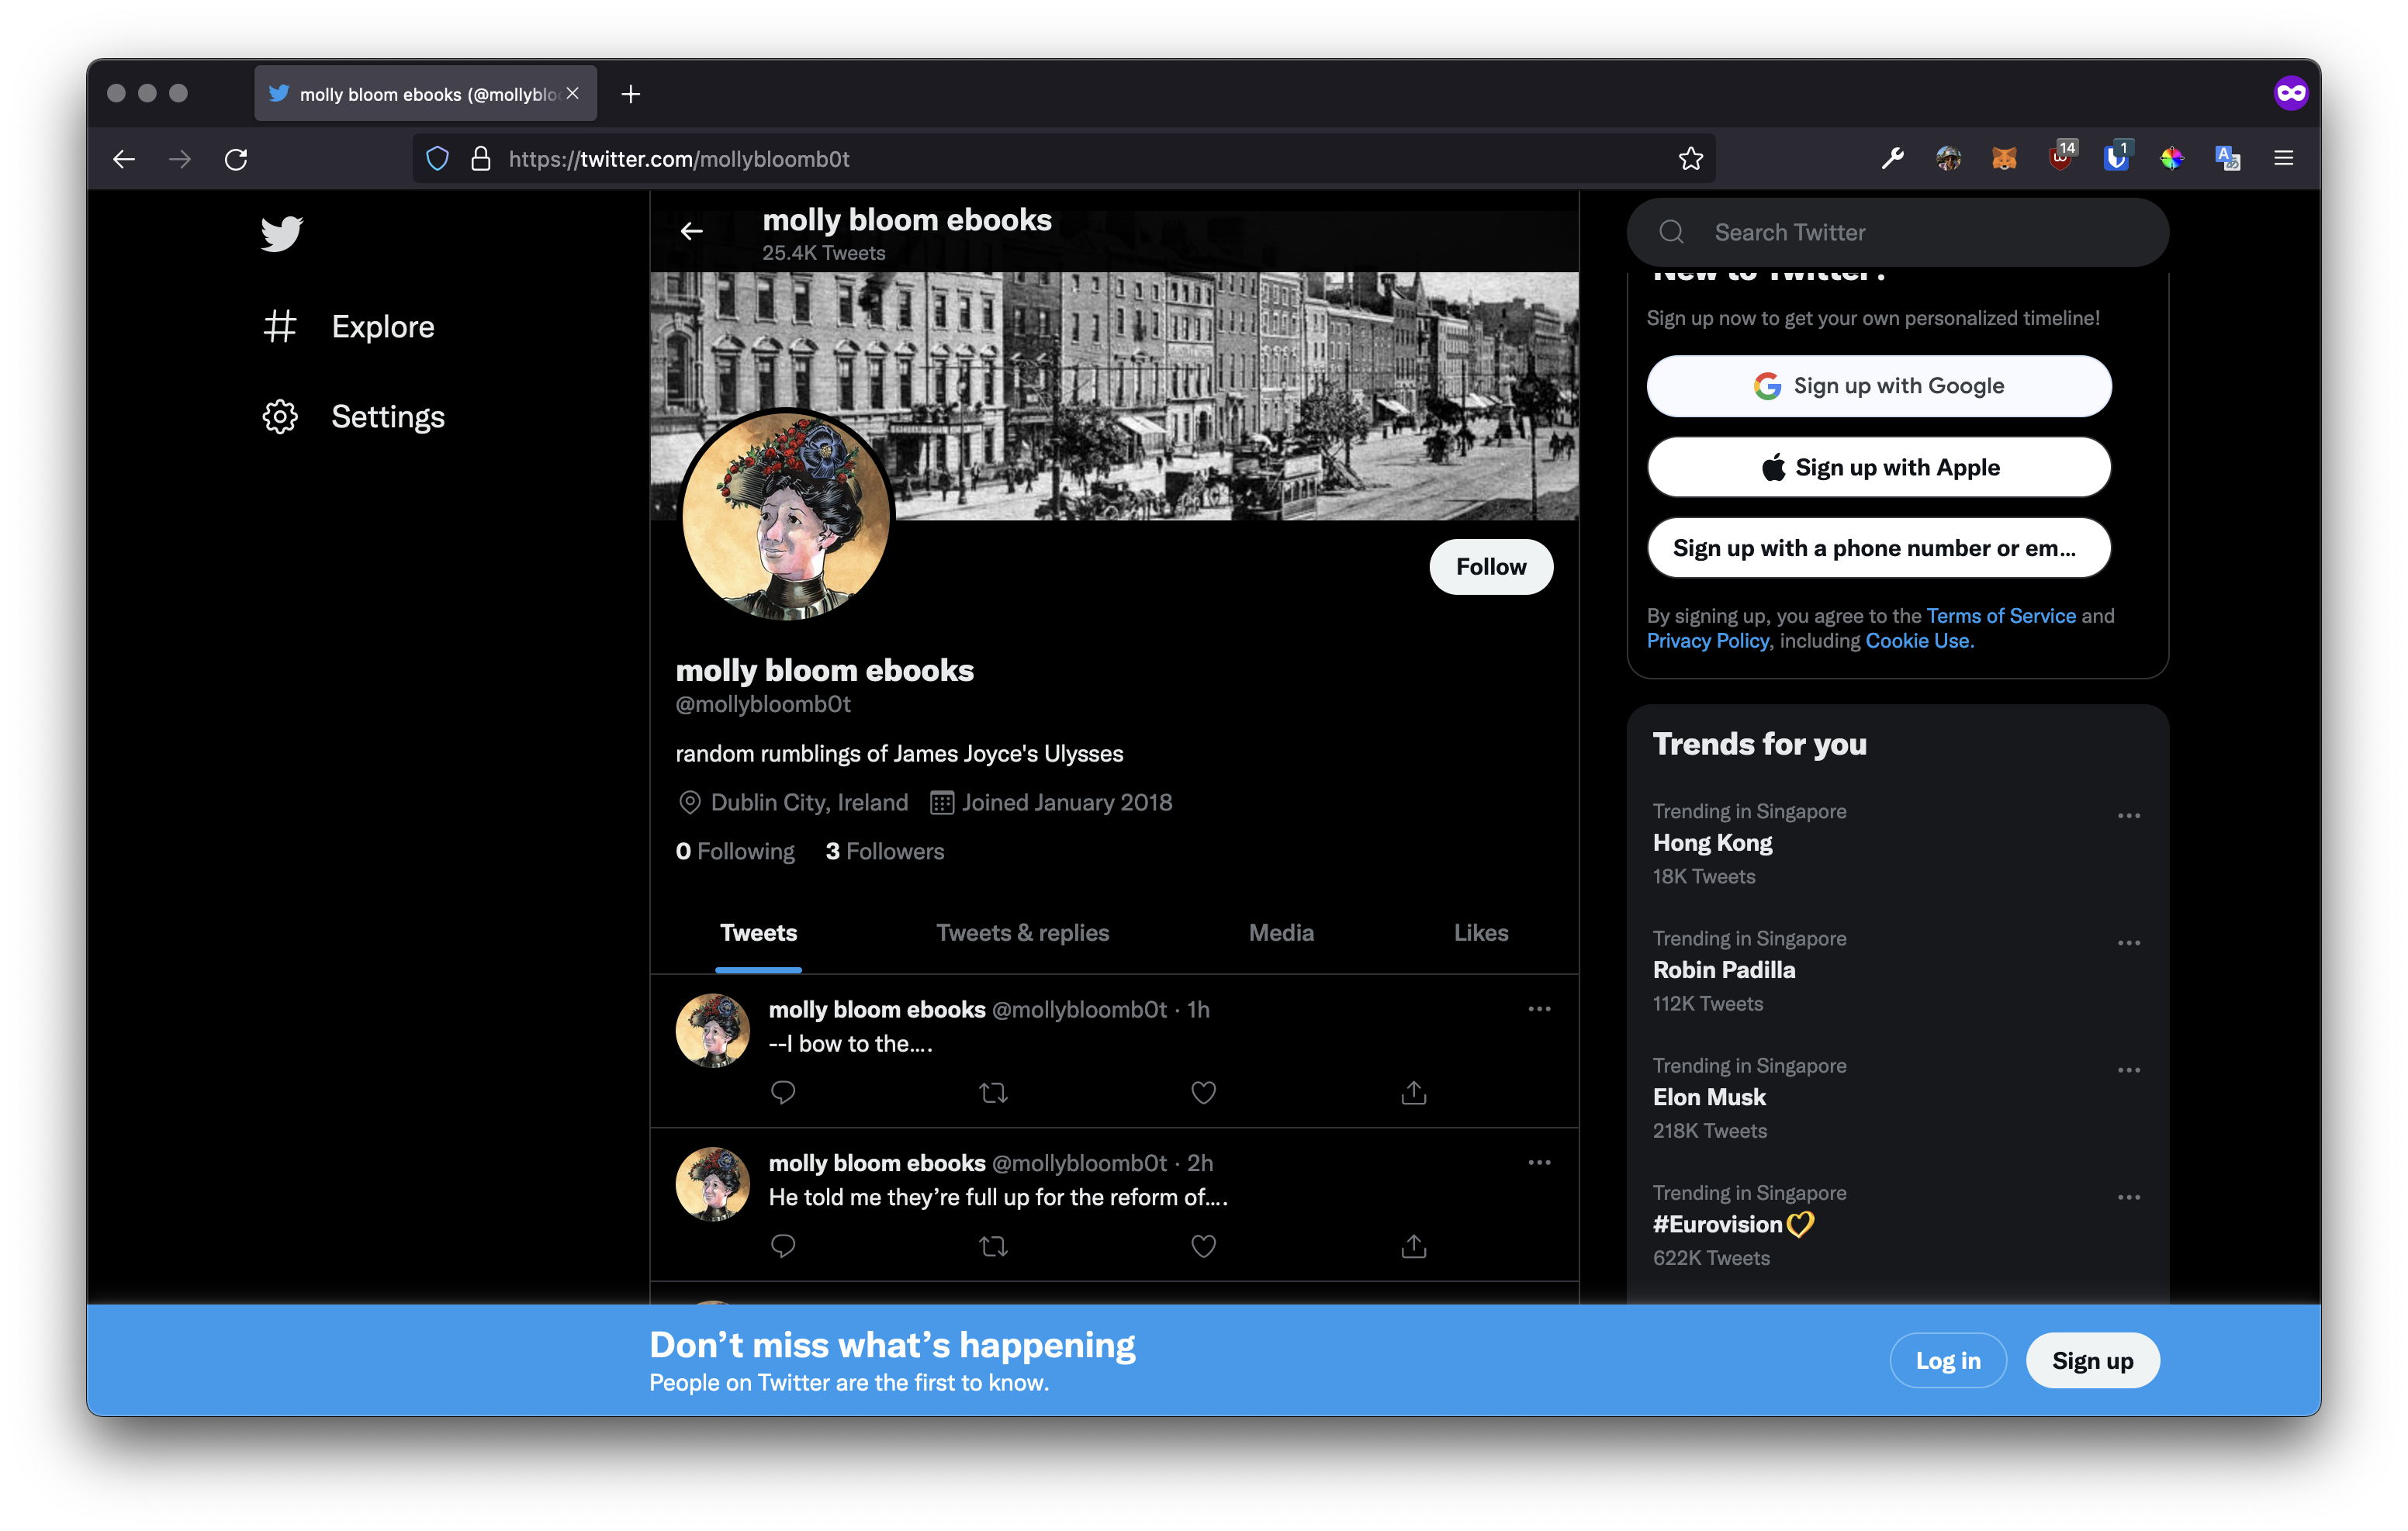 molly bloom ebooks (@mollyblo
https://twitter.com/mollybloomb0t
14
1
Explore
Settings
molly bloom ebooks
25.4K Tweets
Follow
molly bloom ebooks
@mollybloomb0t
random rumblings of James Joyce's Ulysses
Dublin City, Ireland Joined January 2018
0 Following 3 Followers
Tweets Tweets & replies Media Likes
molly bloom ebooks @mollybloomb0t · 1h
--I bow to the….
molly bloom ebooks @mollybloomb0t · 2h
He told me they’re full up for the reform of….
Search Twitter
New to Twitter?
Sign up now to get your own personalized timeline!
Sign up with Google
Sign up with Apple
Sign up with a phone number or em...
By signing up, you agree to the Terms of Service and
Privacy Policy, including Cookie Use.
Trends for you
Trending in Singapore
Hong Kong
18K Tweets
Trending in Singapore
Robin Padilla
112K Tweets
Trending in Singapore
Elon Musk
218K Tweets
Trending in Singapore
#Eurovision
622K Tweets
Don’t miss what’s happening
People on Twitter are the first to know.
Log in
Sign up